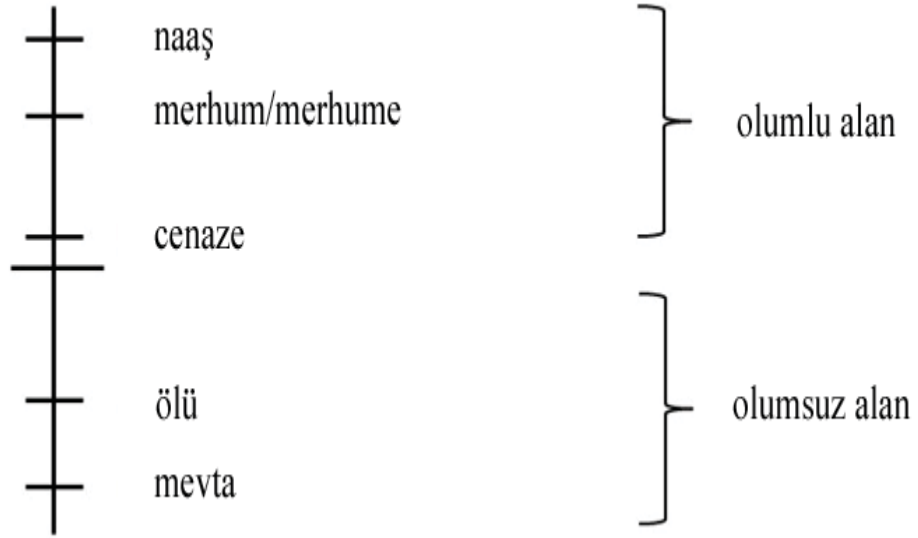 naaş
merhum/merhume
olumlu alan
cenaze
ölü
olumsuz alan
mevta